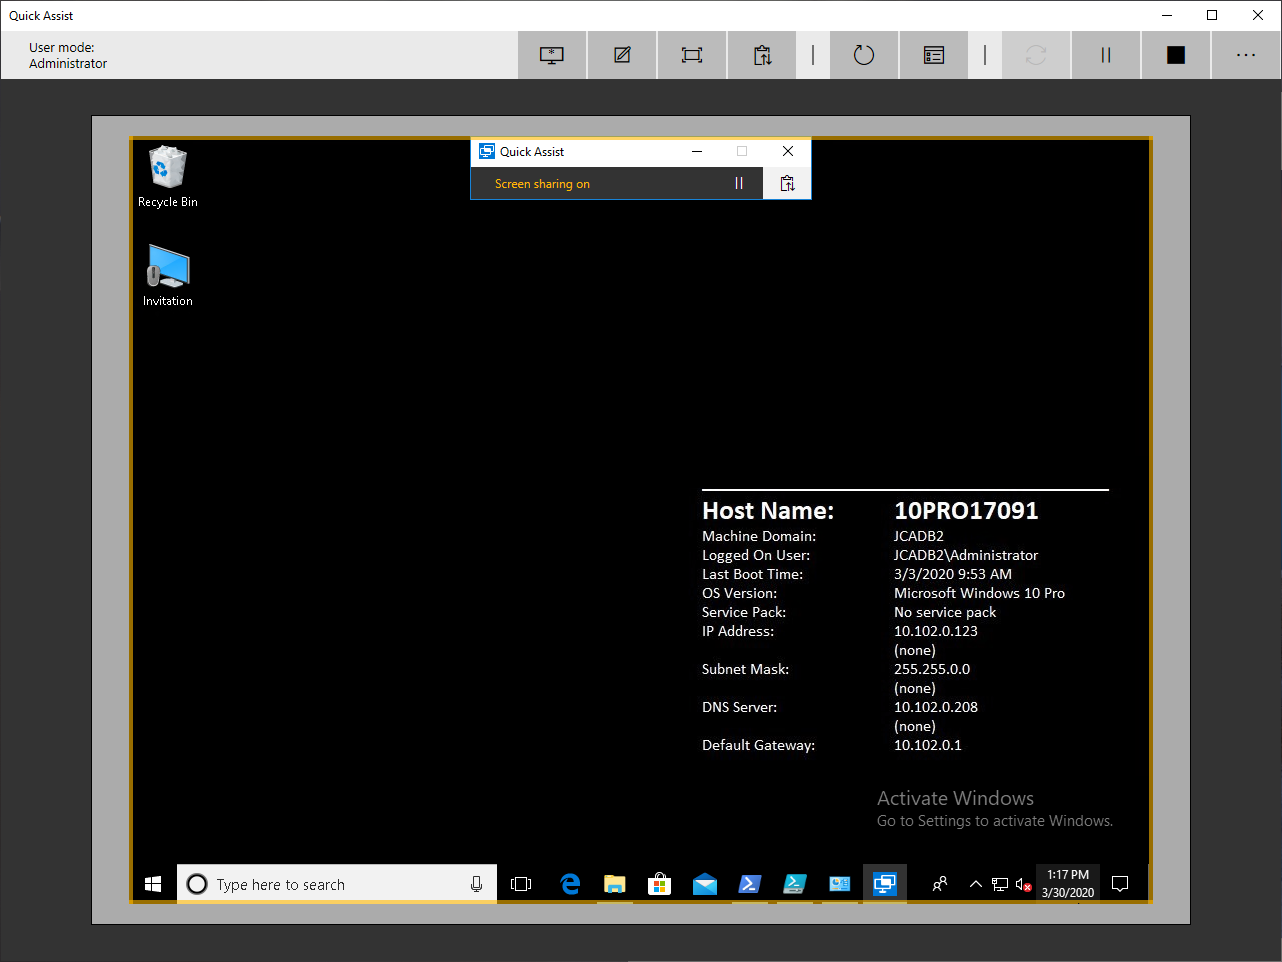 Quick Assist
User mode:
Administrator
Quick Assist
Screen sharing on
Recycle Bin
Invitation
Host Name: 10PRO17091
Machine Domain: JCADB2
Logged On User: JCADB2\Administrator
Last Boot Time: 3/3/2020 9:53 AM
OS Version: Microsoft Windows 10 Pro
Service Pack: No service pack
IP Address: 10.102.0.123
(none)
Subnet Mask: 255.255.0.0
(none)
DNS Server: 10.102.0.208
(none)
Default Gateway: 10.102.0.1
Activate Windows
Go to Settings to activate Windows.
Type here to search
1:17 PM
3/30/2020